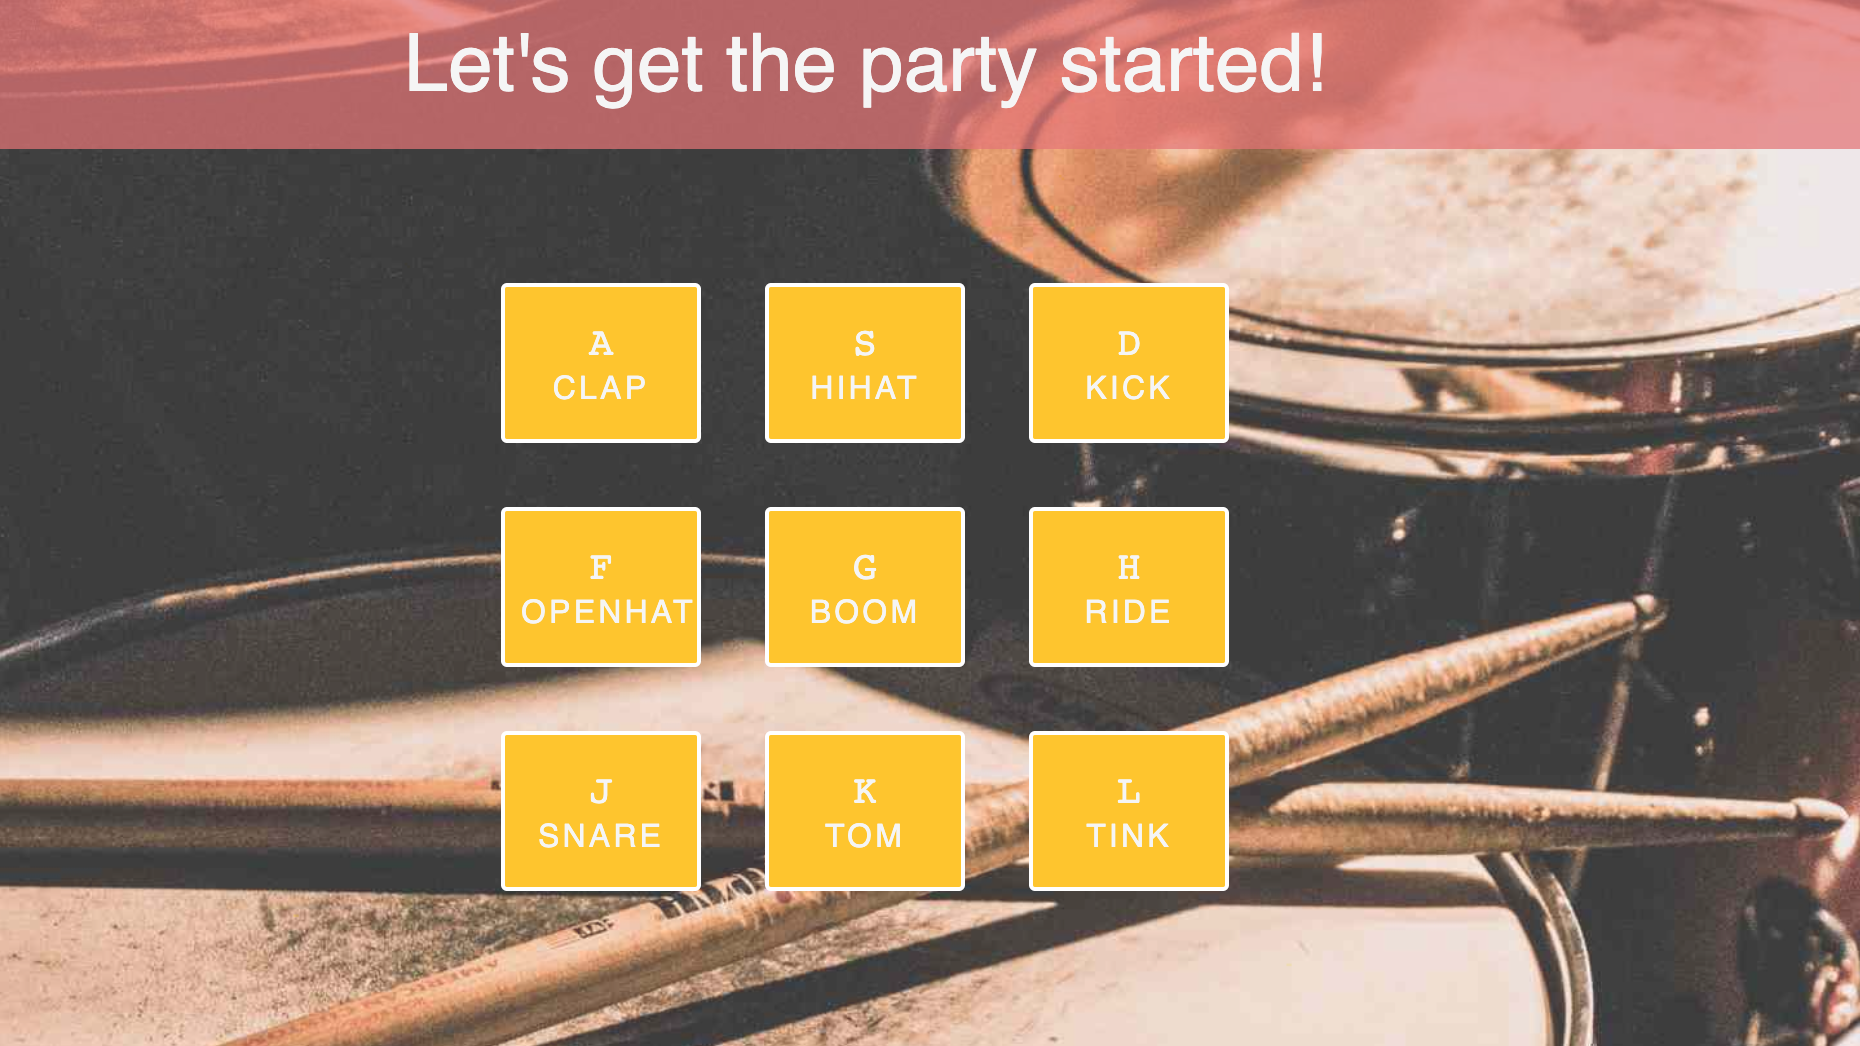 Let's get the party started!
A
CLAP
S
HIHAT
D
KICK
F
OPENHAT
G
BOOM
H
RIDE
J
SNARE
K
TOM
L
TINK